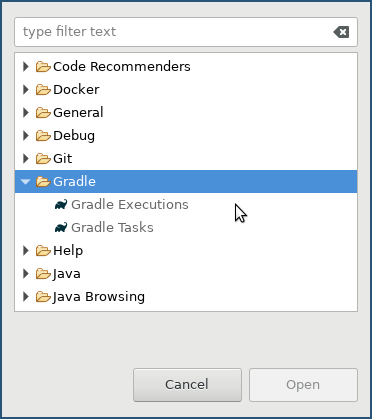 type filter text
Code Recommenders
Docker
General
Debug
Git
Gradle
Gradle Executions
Gradle Tasks
Help
Java
Java Browsing
Cancel
Open